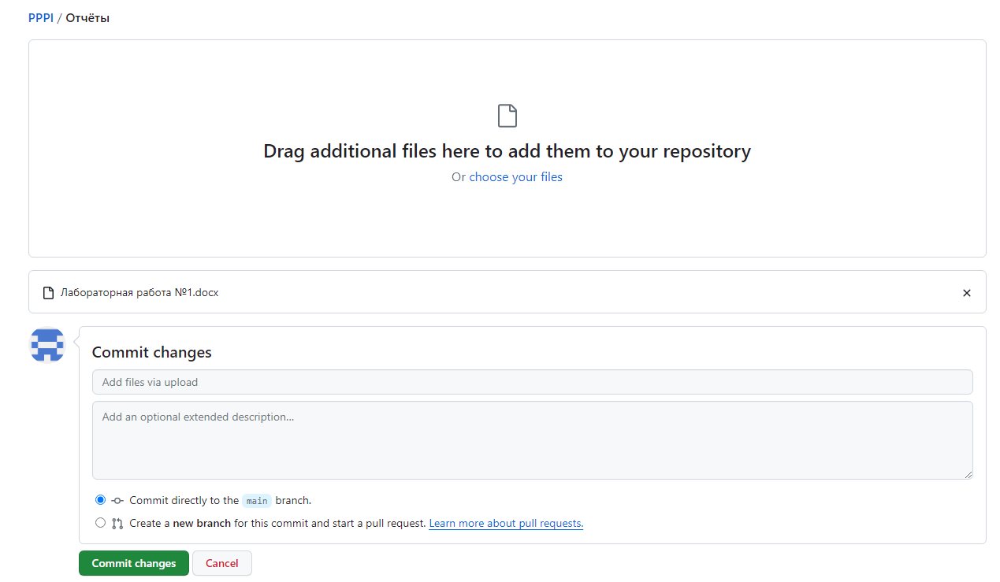 PPPI / Отчёты
Drag additional files here to add them to your repository
Or choose your files
Лабораторная работа №1.docx
Commit changes
Add files via upload
Add an optional extended description...
Commit directly to the main branch.
Create a new branch for this commit and start a pull request. Learn more about pull requests.
Commit changes Cancel